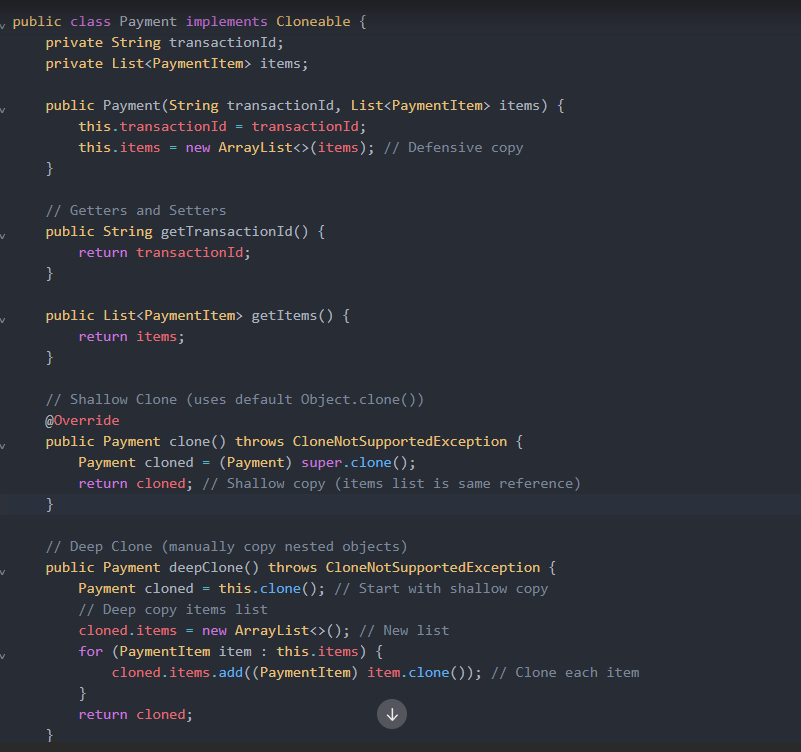 public class Payment implements Cloneable {
    private String transactionId;
    private List<PaymentItem> items;

    public Payment(String transactionId, List<PaymentItem> items) {
        this.transactionId = transactionId;
        this.items = new ArrayList<>(items); // Defensive copy
    }

    // Getters and Setters
    public String getTransactionId() {
        return transactionId;
    }

    public List<PaymentItem> getItems() {
        return items;
    }

    // Shallow Clone (uses default Object.clone())
    @Override
    public Payment clone() throws CloneNotSupportedException {
        Payment cloned = (Payment) super.clone();
        return cloned; // Shallow copy (items list is same reference)
    }

    // Deep Clone (manually copy nested objects)
    public Payment deepClone() throws CloneNotSupportedException {
        Payment cloned = this.clone(); // Start with shallow copy
        // Deep copy items list
        cloned.items = new ArrayList<>(); // New list
        for (PaymentItem item : this.items) {
            cloned.items.add((PaymentItem) item.clone()); // Clone each item
        }
        return cloned;
    }